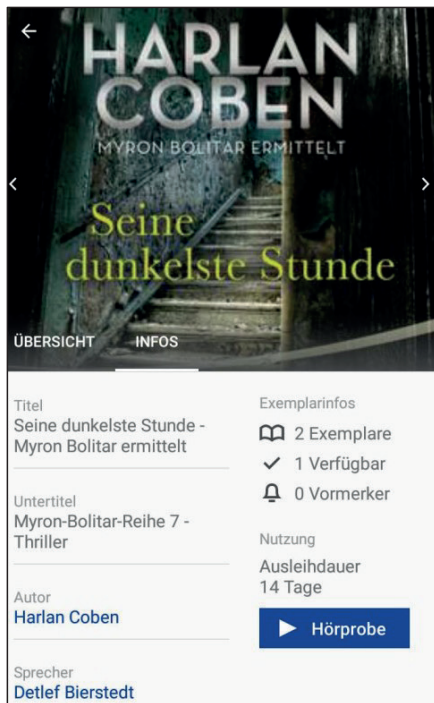 HARLAN
COBEN
MYRON BOLITAR ERMITTELT
Seine
dunkelste Stunde
ÜBERSICHT
INFOS
Titel
Seine dunkelste Stunde -
Myron Bolitar ermittelt
Untertitel
Myron-Bolitar-Reihe 7 -
Thriller
Autor
Harlan Coben
Sprecher
Detlef Bierstedt
Exemplarinfos
2 Exemplare
1 Verfügbar
0 Vormerker
Nutzung
Ausleihdauer
14 Tage
Hörprobe